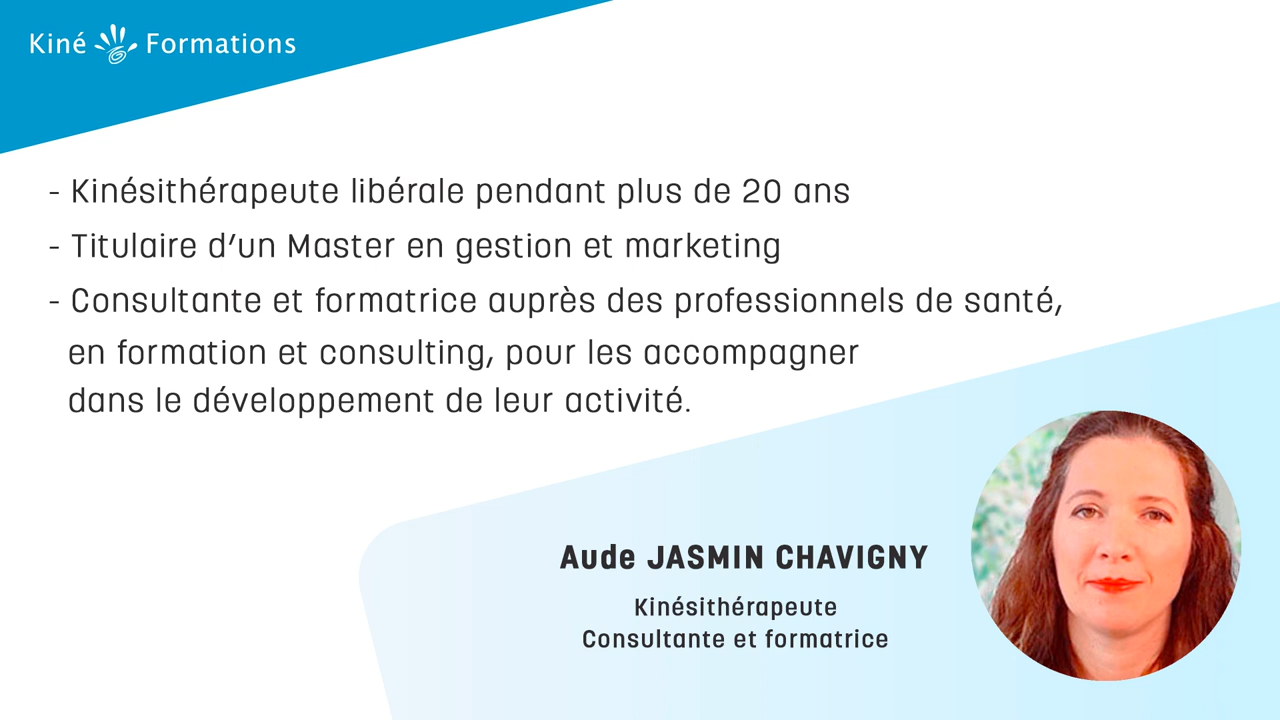 Kiné Formations
- Kinésithérapeute libérale pendant plus de 20 ans
- Titulaire d’un Master en gestion et marketing
- Consultante et formatrice auprès des professionnels de santé,
en formation et consulting, pour les accompagner
dans le développement de leur activité.
Aude JASMIN CHAVIGNY
Kinésithérapeute
Consultante et formatrice